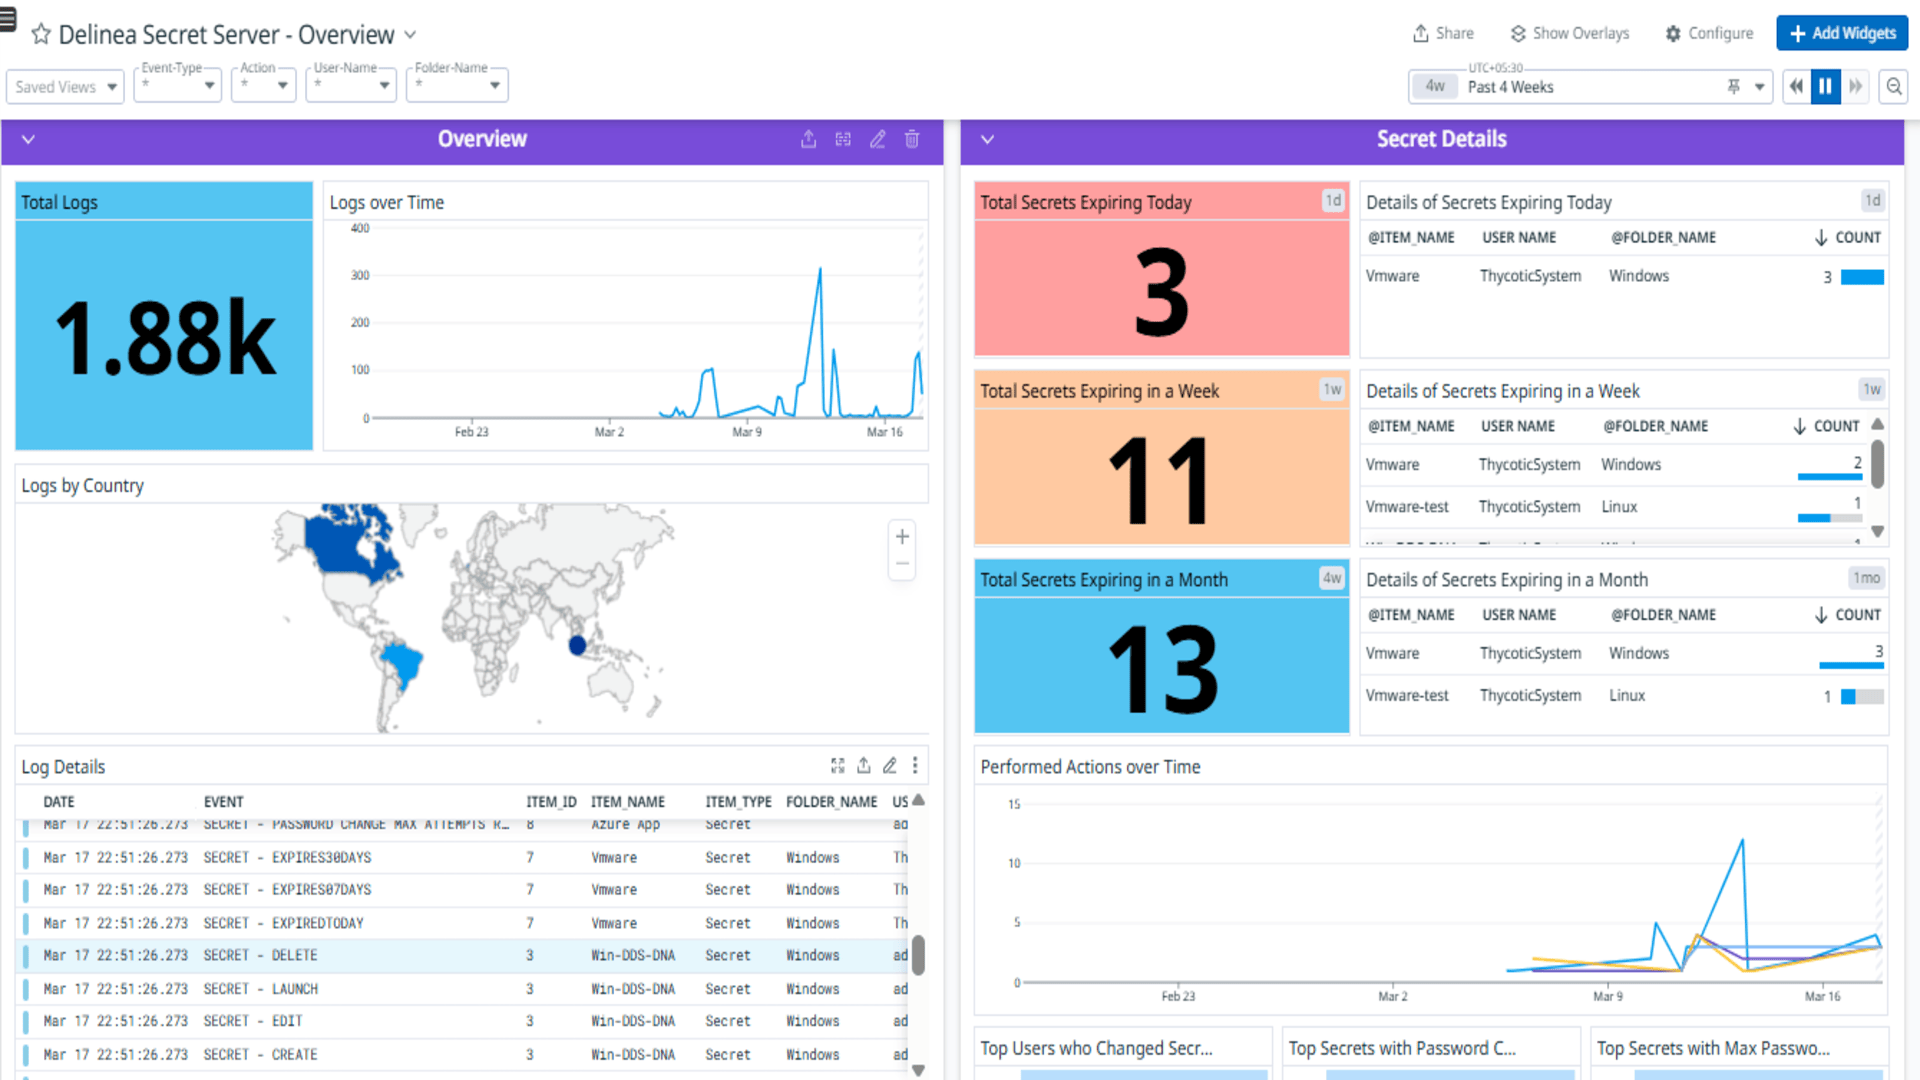 Delinea Secret Server - Overview
Share
Show Overlays
Configure
+ Add Widgets
Saved Views
Event-Type
*
Action
*
User-Name
*
Folder-Name
*
UTC+05:30
4w Past 4 Weeks
Overview
Total Logs
1.88k
Logs over Time
400
300
200
100
0
Feb 23 Mar 2 Mar 9 Mar 16
Logs by Country
+
−
Log Details
DATE EVENT ITEM_ID ITEM_NAME ITEM_TYPE FOLDER_NAME US
Mar 17 22:51:26.273 SECRET - PASSWORD CHANGE MAX ATTEMPTS R… 8 Azure App Secret ad
Mar 17 22:51:26.273 SECRET - EXPIRES30DAYS 7 Vmware Secret Windows Th
Mar 17 22:51:26.273 SECRET - EXPIRES07DAYS 7 Vmware Secret Windows Th
Mar 17 22:51:26.273 SECRET - EXPIREDTODAY 7 Vmware Secret Windows Th
Mar 17 22:51:26.273 SECRET - DELETE 3 Win-DDS-DNA Secret Windows ad
Mar 17 22:51:26.273 SECRET - LAUNCH 3 Win-DDS-DNA Secret Windows ad
Mar 17 22:51:26.273 SECRET - EDIT 3 Win-DDS-DNA Secret Windows ad
Mar 17 22:51:26.273 SECRET - CREATE 3 Win-DDS-DNA Secret Windows ad
Secret Details
Total Secrets Expiring Today 1d
3
Details of Secrets Expiring Today 1d
@ITEM_NAME USER NAME @FOLDER_NAME ↓ COUNT
Vmware ThycoticSystem Windows 3
Total Secrets Expiring in a Week 1w
11
Details of Secrets Expiring in a Week 1w
@ITEM_NAME USER NAME @FOLDER_NAME ↓ COUNT
Vmware ThycoticSystem Windows 2
Vmware-test ThycoticSystem Linux 1
Total Secrets Expiring in a Month 4w
13
Details of Secrets Expiring in a Month 1mo
@ITEM_NAME USER NAME @FOLDER_NAME ↓ COUNT
Vmware ThycoticSystem Windows 3
Vmware-test ThycoticSystem Linux 1
Performed Actions over Time
15
10
5
0
Feb 23 Mar 2 Mar 9 Mar 16
Top Users who Changed Secr...
Top Secrets with Password C...
Top Secrets with Max Passwo...